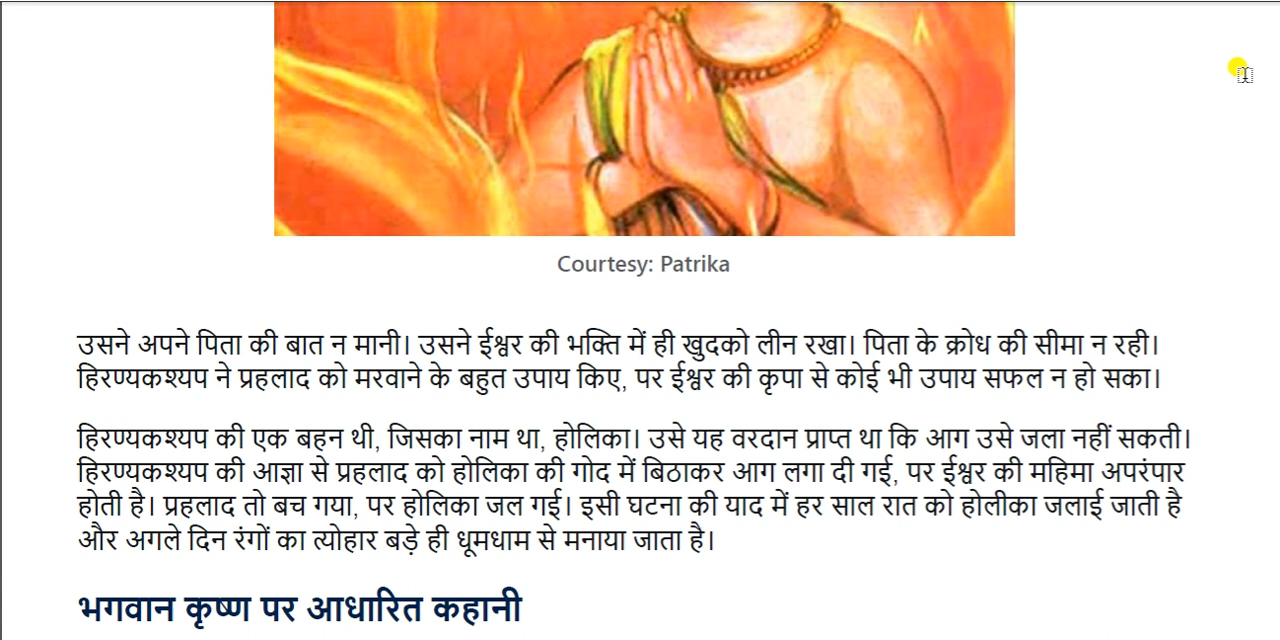 Courtesy: Patrika
उसने अपने पिता की बात न मानी। उसने ईश्वर की भक्ति में ही खुदको लीन रखा। पिता के क्रोध की सीमा न रही।
हिरण्यकश्यप ने प्रहलाद को मरवाने के बहुत उपाय किए, पर ईश्वर की कृपा से कोई भी उपाय सफल न हो सका।
हिरण्यकश्यप की एक बहन थी, जिसका नाम था, होलिका। उसे यह वरदान प्राप्त था कि आग उसे जला नहीं सकती।
हिरण्यकश्यप की आज्ञा से प्रहलाद को होलिका की गोद में बिठाकर आग लगा दी गई, पर ईश्वर की महिमा अपरंपार
होती है। प्रहलाद तो बच गया, पर होलिका जल गई। इसी घटना की याद में हर साल रात को होलीका जलाई जाती है
और अगले दिन रंगों का त्योहार बड़े ही धूमधाम से मनाया जाता है।
भगवान कृष्ण पर आधारित कहानी